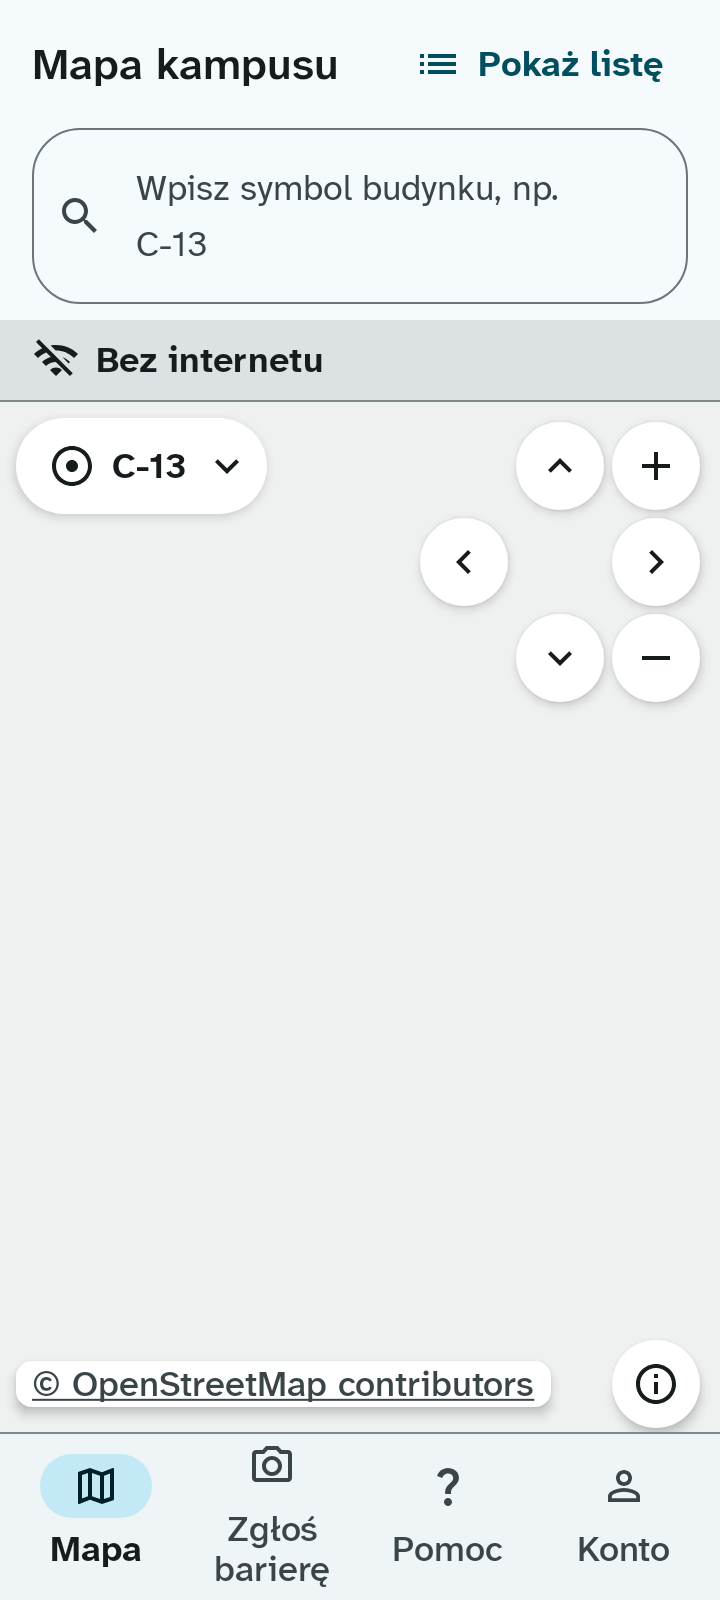 Mapa kampusu
Pokaż listę
Wpisz symbol budynku, np.
C-13
Bez internetu
C-13
© OpenStreetMap contributors
Mapa
Zgłoś
barierę
Pomoc
Konto